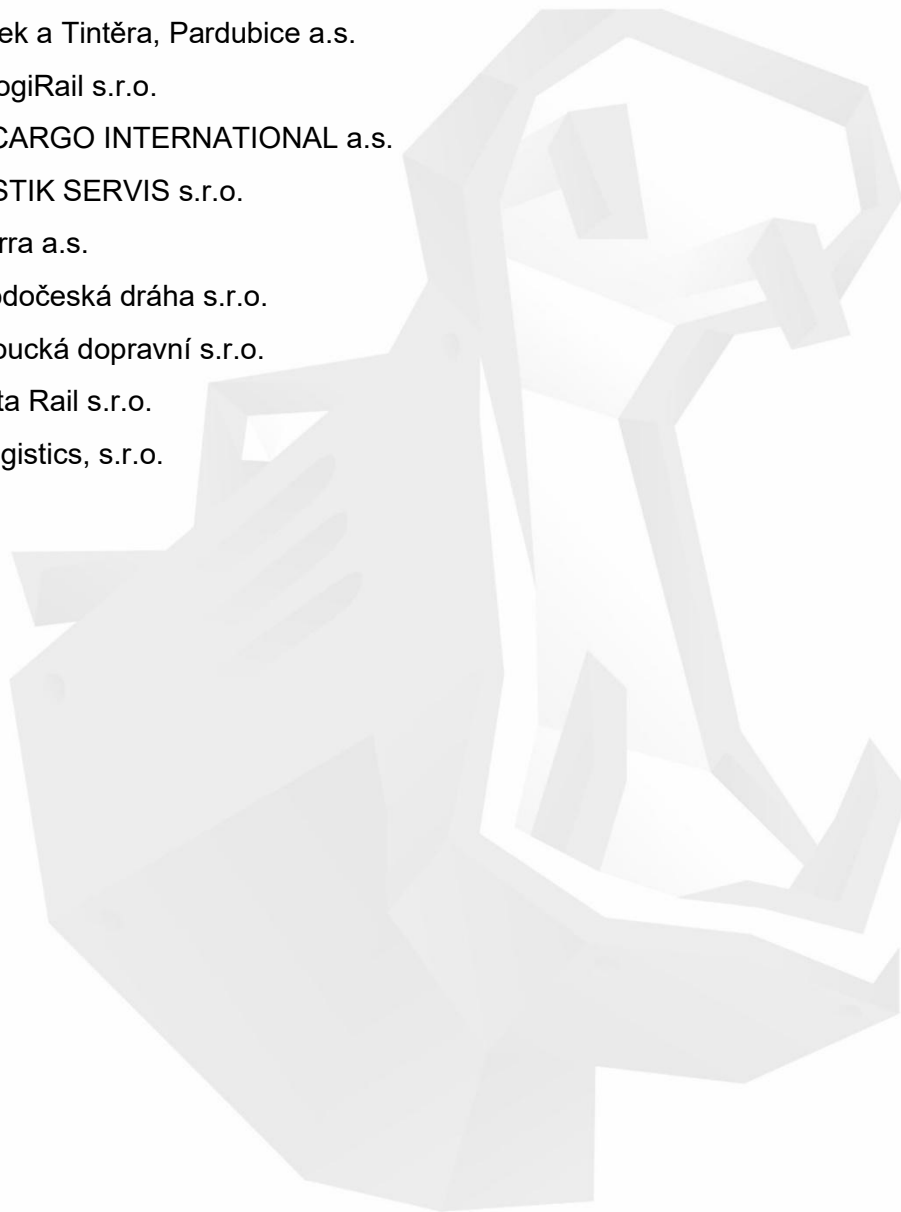 ek a Tintěra, Pardubice a.s.
ogiRail s.r.o.
CARGO INTERNATIONAL a.s.
STIK SERVIS s.r.o.
rra a.s.
odočeská dráha s.r.o.
oucká dopravní s.r.o.
ta Rail s.r.o.
gistics, s.r.o.